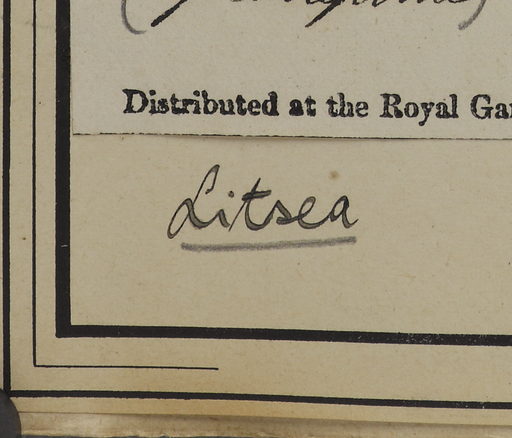 Distributed at the Royal Ga
Litsea